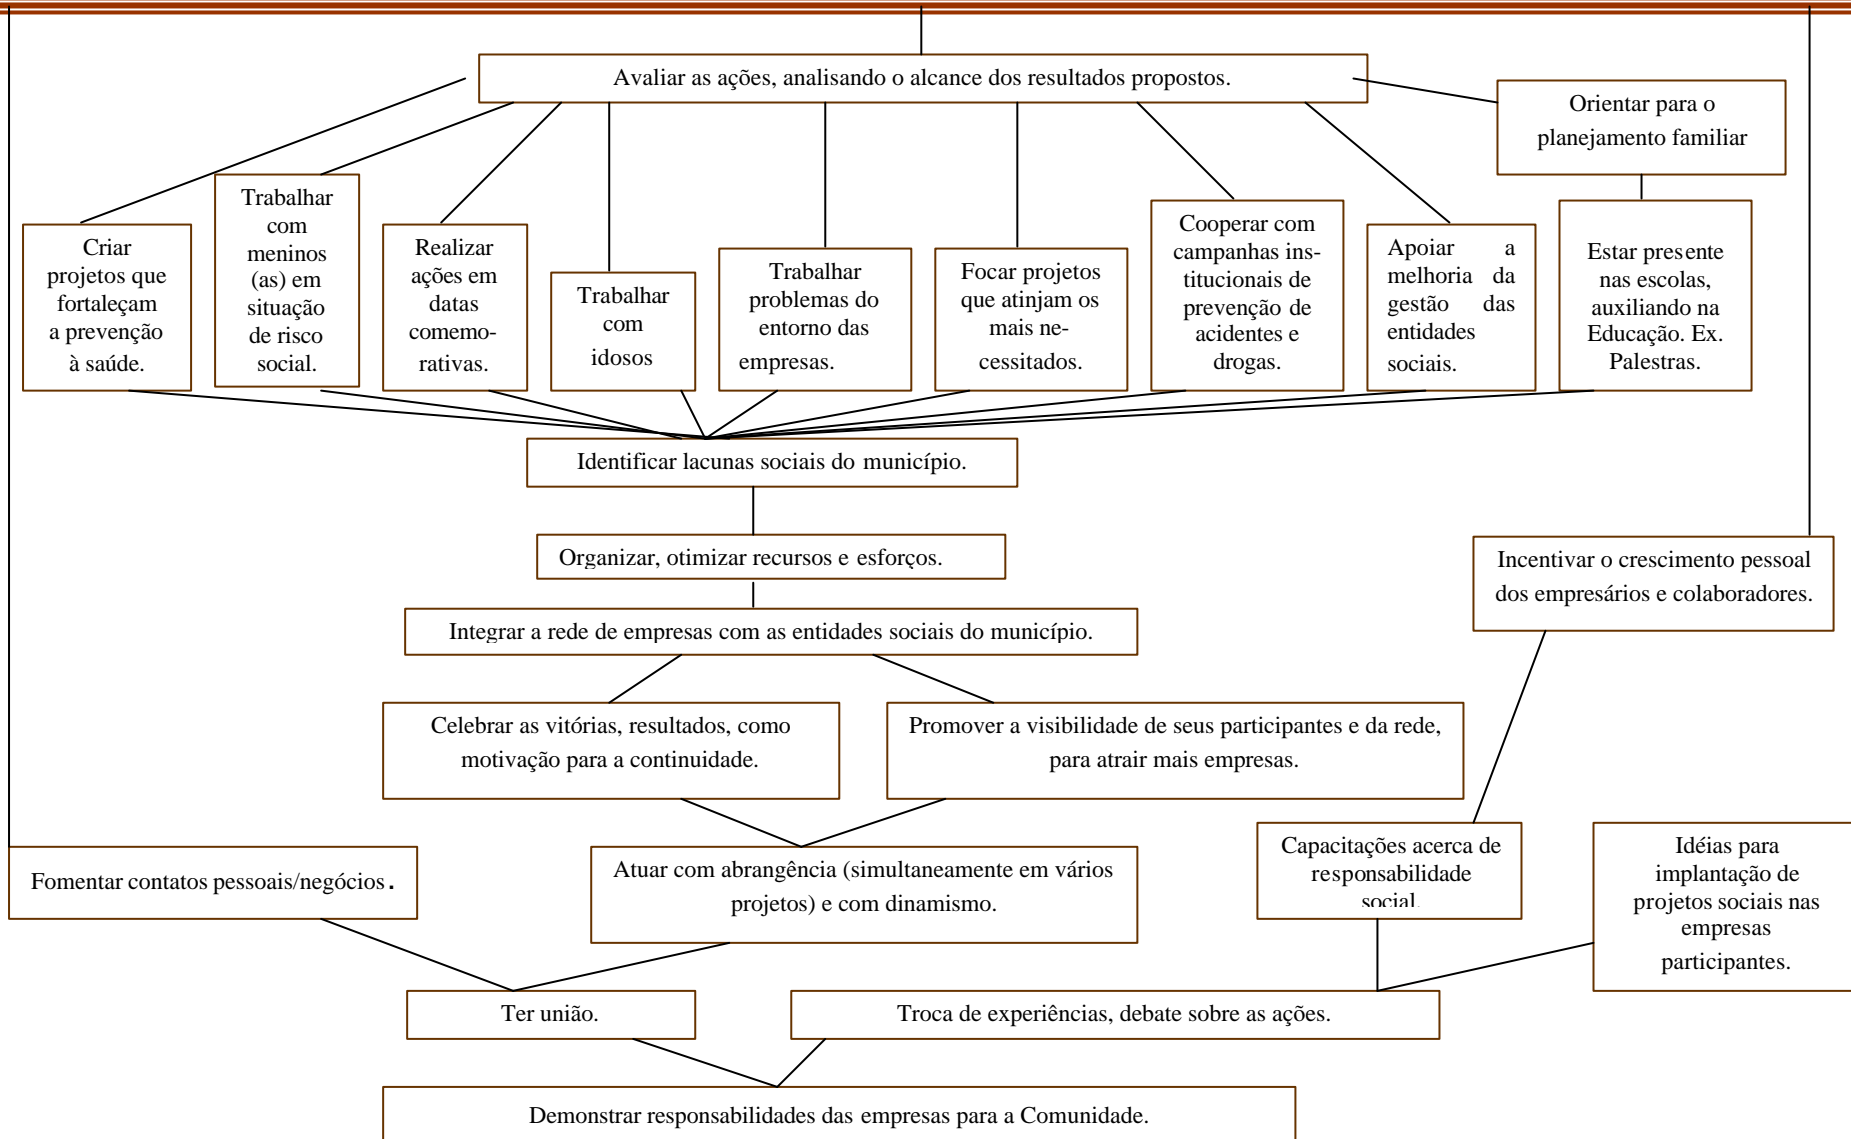 Avaliar as ações, analisando o alcance dos resultados propostos.
Orientar para o
planejamento familiar
Criar
projetos que
fortaleçam
a prevenção
à saúde.
Trabalhar
com
meninos
(as) em
situação
de risco
social.
Realizar
ações em
datas
comemo-
rativas.
Trabalhar
com
idosos
Trabalhar
problemas do
entorno das
empresas.
Focar projetos
que atinjam os
mais ne-
cessitados.
Cooperar com
campanhas ins-
titucionais de
prevenção de
acidentes e
drogas.
Apoiar a
melhoria da
gestão das
entidades
sociais.
Estar presente
nas escolas,
auxiliando na
Educação. Ex.
Palestras.
Identificar lacunas sociais do município.
Organizar, otimizar recursos e esforços.
Incentivar o crescimento pessoal
dos empresários e colaboradores.
Integrar a rede de empresas com as entidades sociais do município.
Celebrar as vitórias, resultados, como
motivação para a continuidade.
Promover a visibilidade de seus participantes e da rede,
para atrair mais empresas.
Fomentar contatos pessoais/negócios.
Atuar com abrangência (simultaneamente em vários
projetos) e com dinamismo.
Capacitações acerca de
responsabilidade
social.
Idéias para
implantação de
projetos sociais nas
empresas
participantes.
Ter união.
Troca de experiências, debate sobre as ações.
Demonstrar responsabilidades das empresas para a Comunidade.